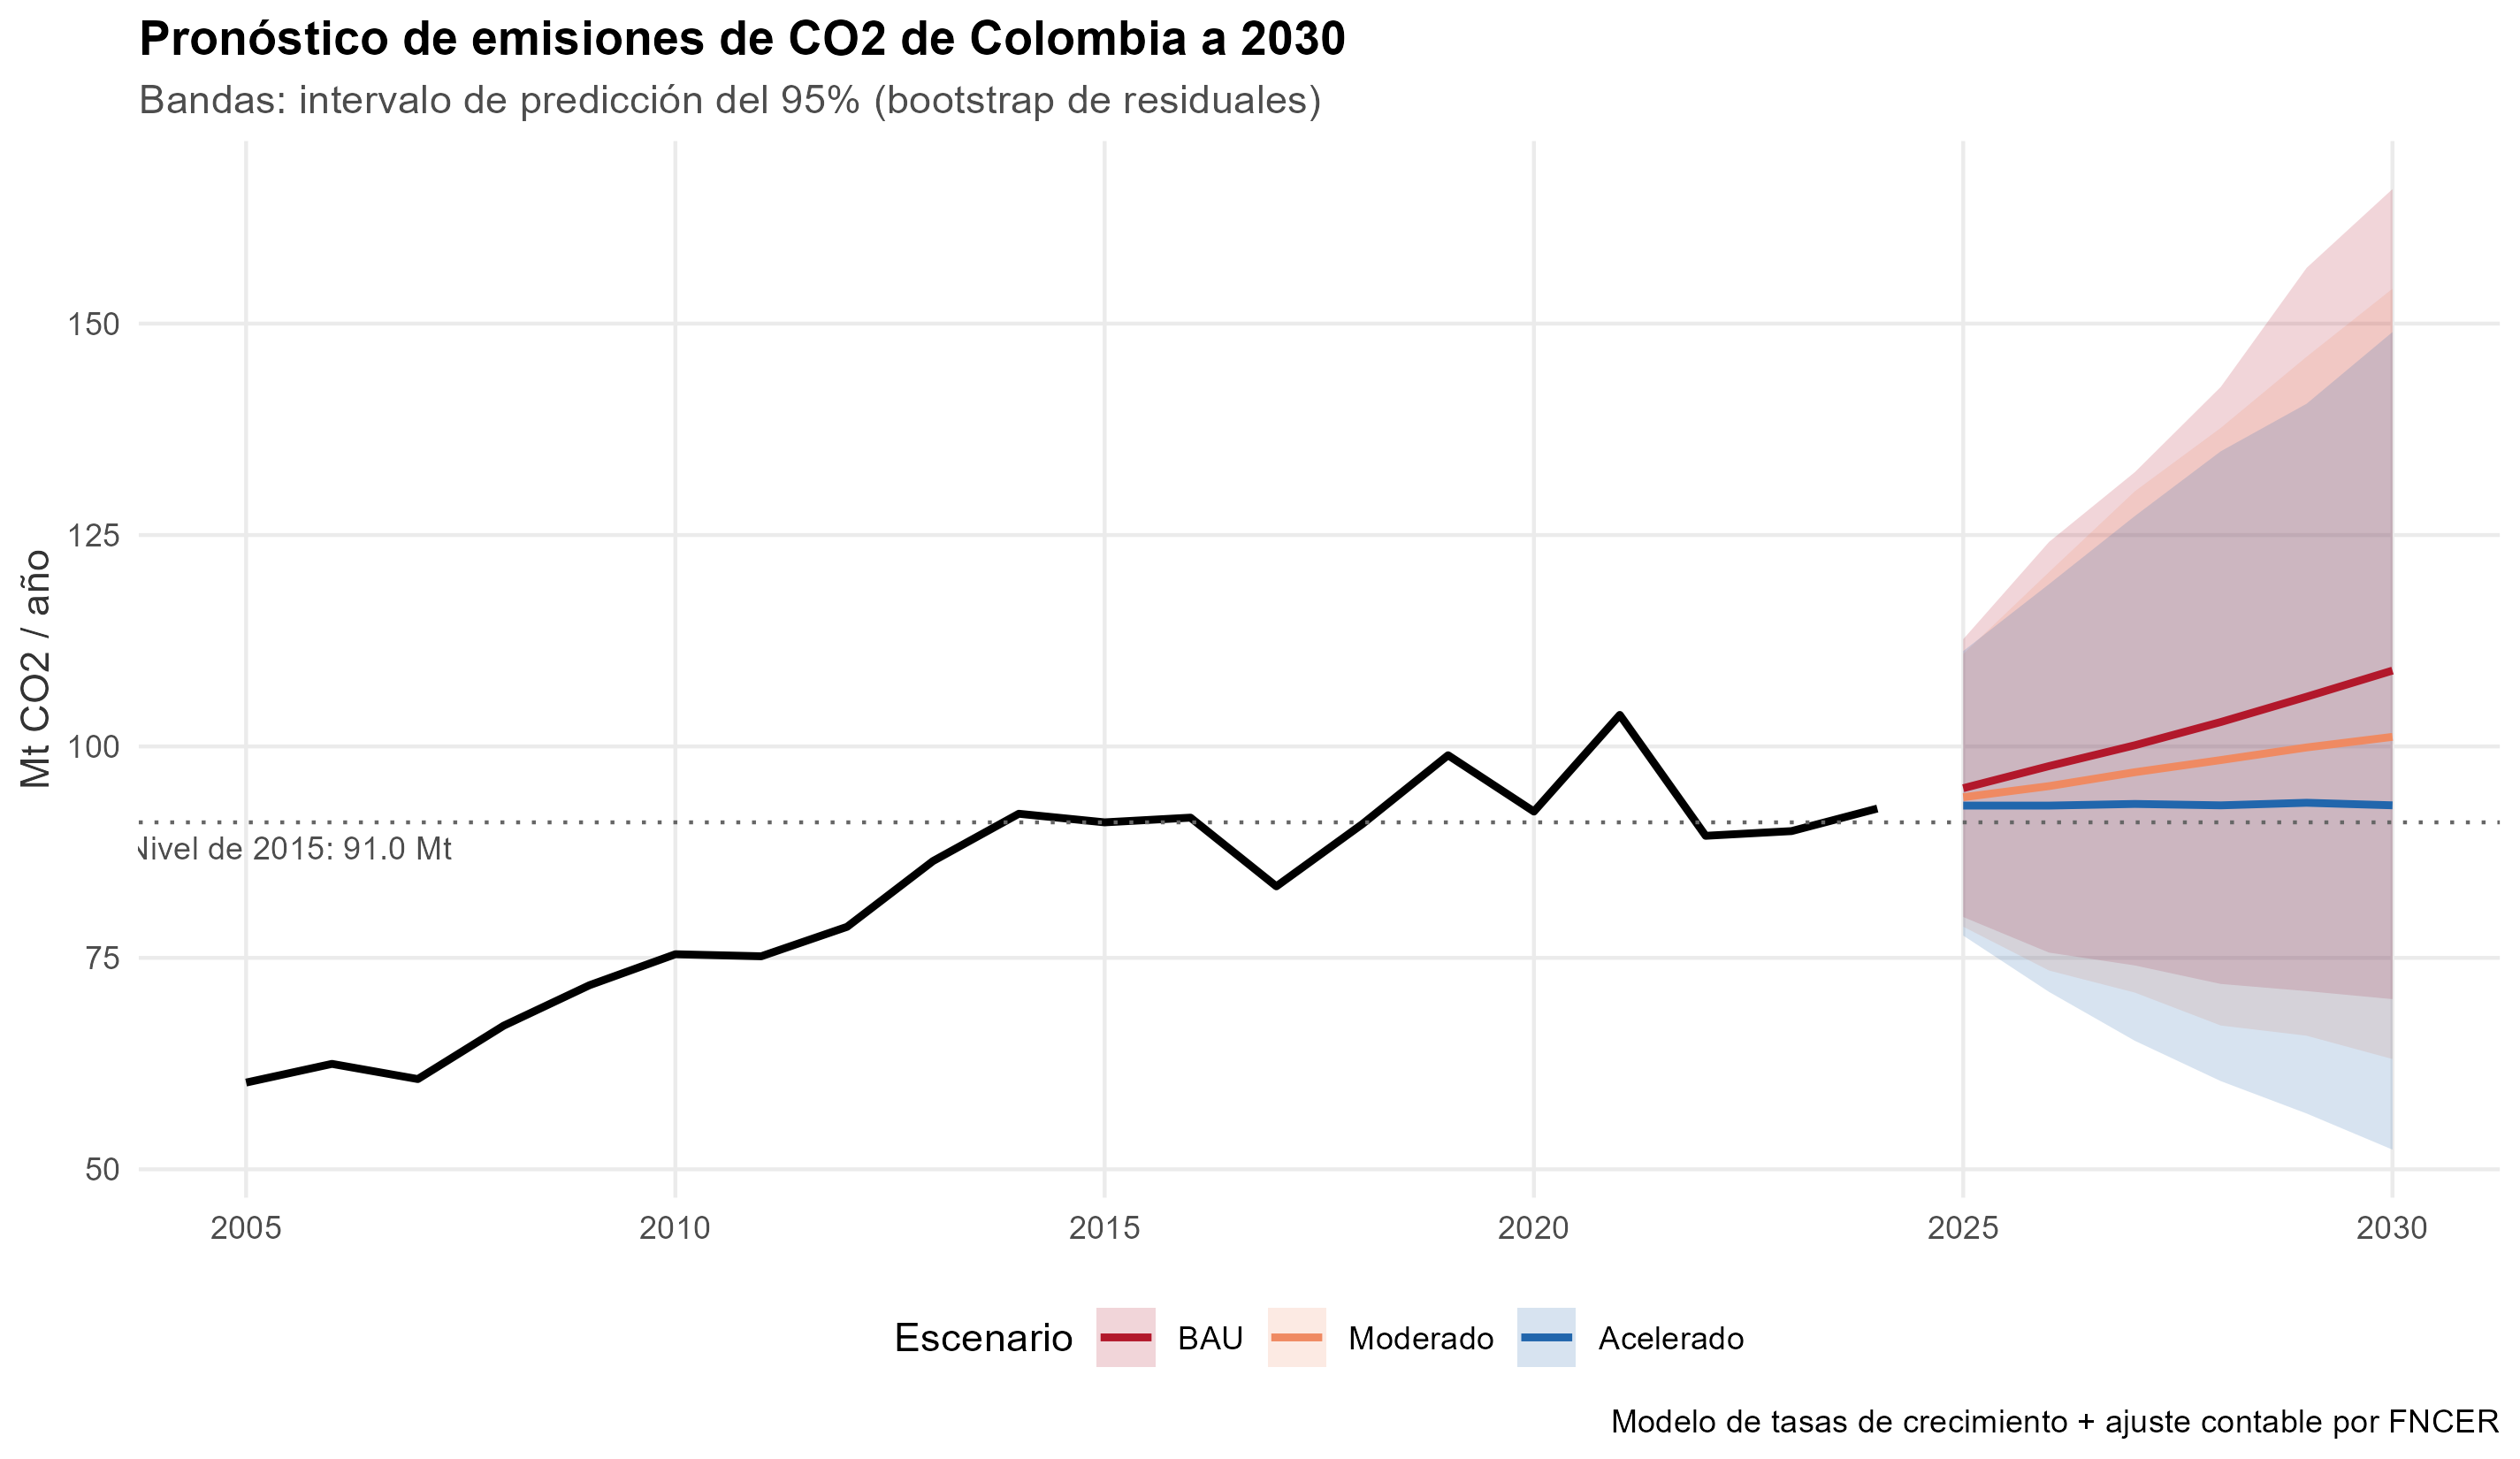 Pronóstico de emisiones de CO2 de Colombia a 2030
Bandas: intervalo de predicción del 95% (bootstrap de residuales)
Mt CO2 / año
150
125
100
75
50
Nivel de 2015: 91.0 Mt
2005
2010
2015
2020
2025
2030
Escenario
BAU
Moderado
Acelerado
Modelo de tasas de crecimiento + ajuste contable por FNCER